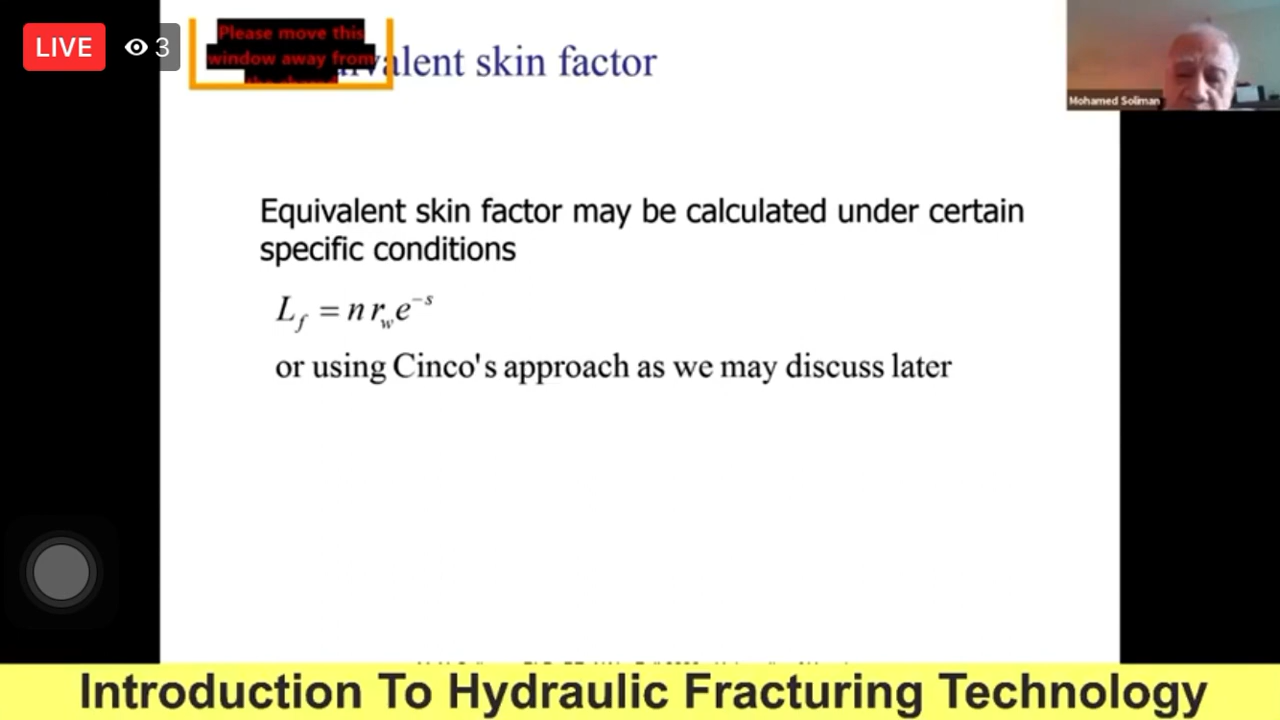 LIVE 3
Please move this
window away from
alent skin factor
Mohamed Soliman
Equivalent skin factor may be calculated under certain
specific conditions
L_f = n r_w e^{-s}
or using Cinco's approach as we may discuss later
Introduction To Hydraulic Fracturing Technology